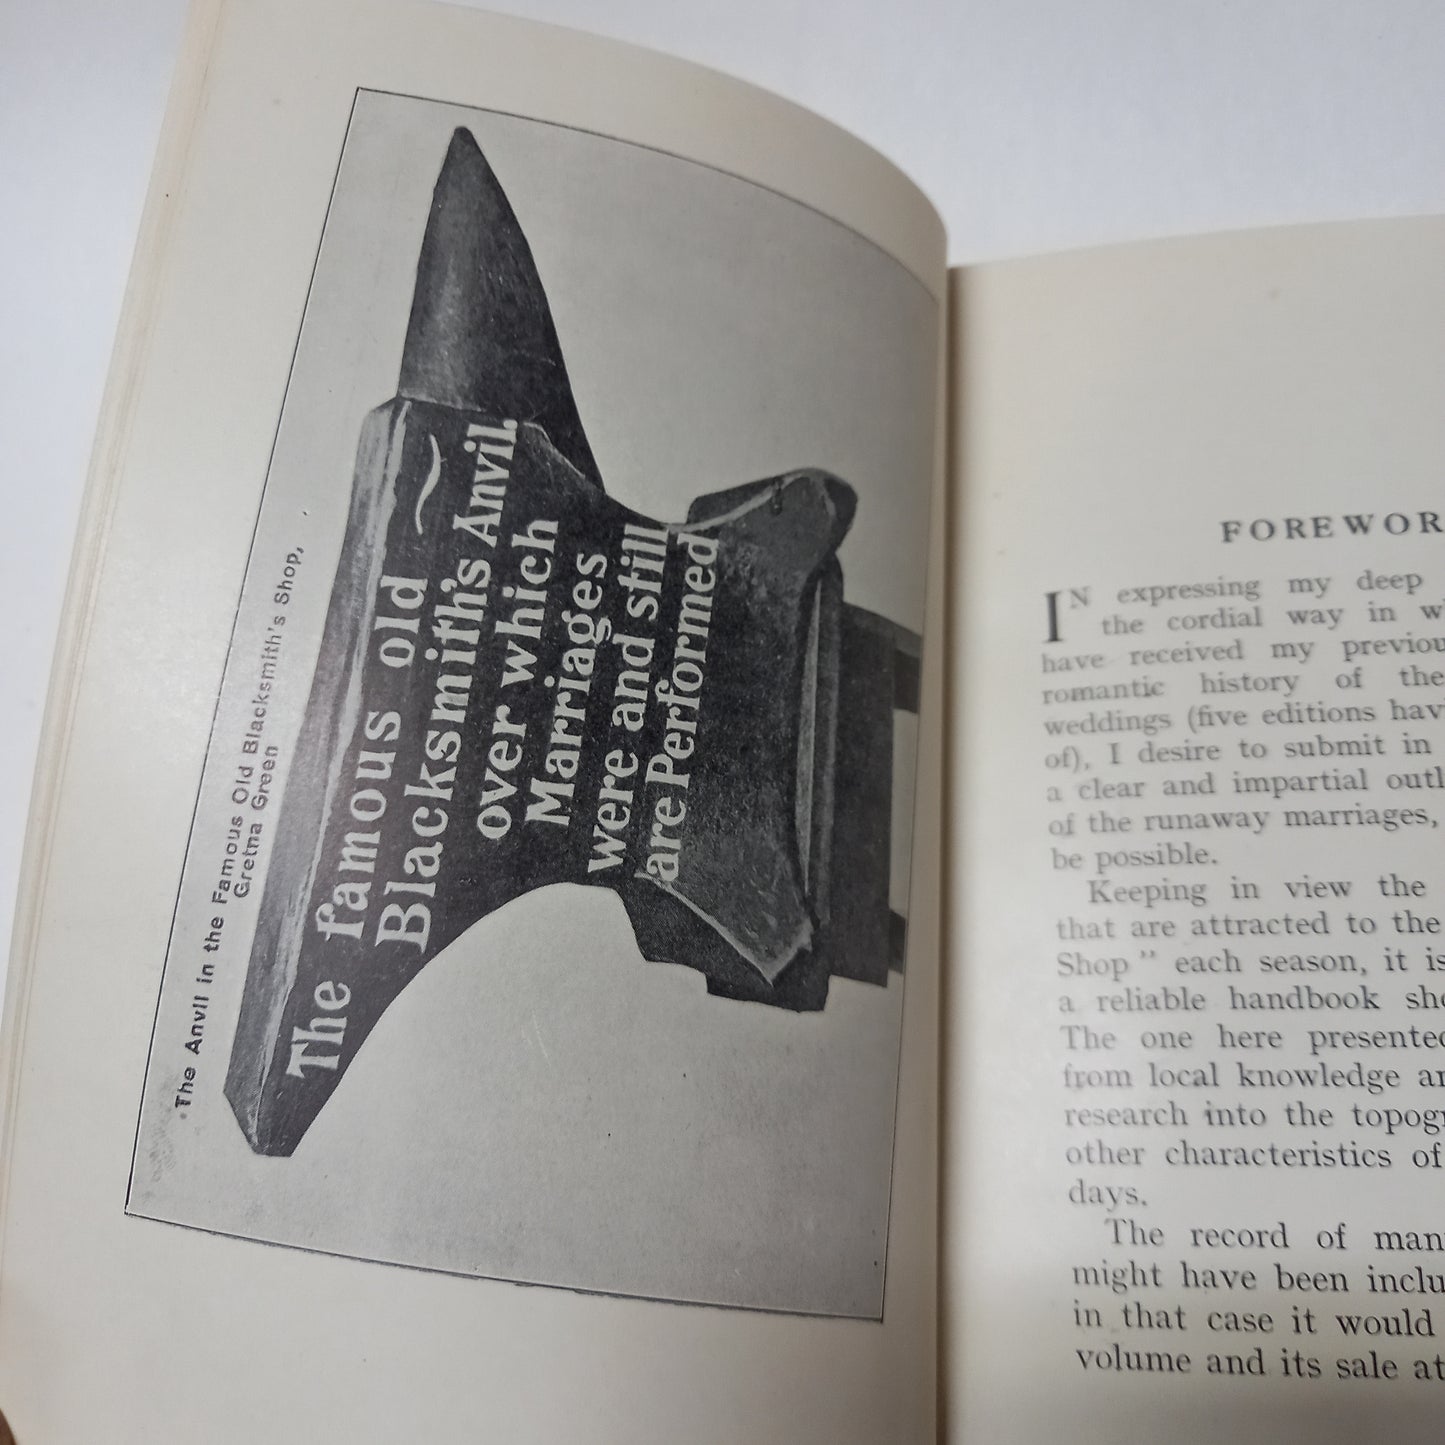 The Anvil in the Famous Old Blacksmith's Shop,
Gretna Green
The famous old
Blacksmith's Anvil
over which
Marriages
were and still
are Performed
FOREWOR
IN expressing my deep
the cordial way in w
have received my previou
romantic history of the
weddings (five editions hav
of), I desire to submit in
a clear and impartial outl
of the runaway marriages,
be possible.
Keeping in view the
that are attracted to the
Shop" each season, it is
a reliable handbook sho
The one here presented
from local knowledge an
research into the topogr
other characteristics of
days.
The record of man
might have been inclu
in that case it would
volume and its sale at